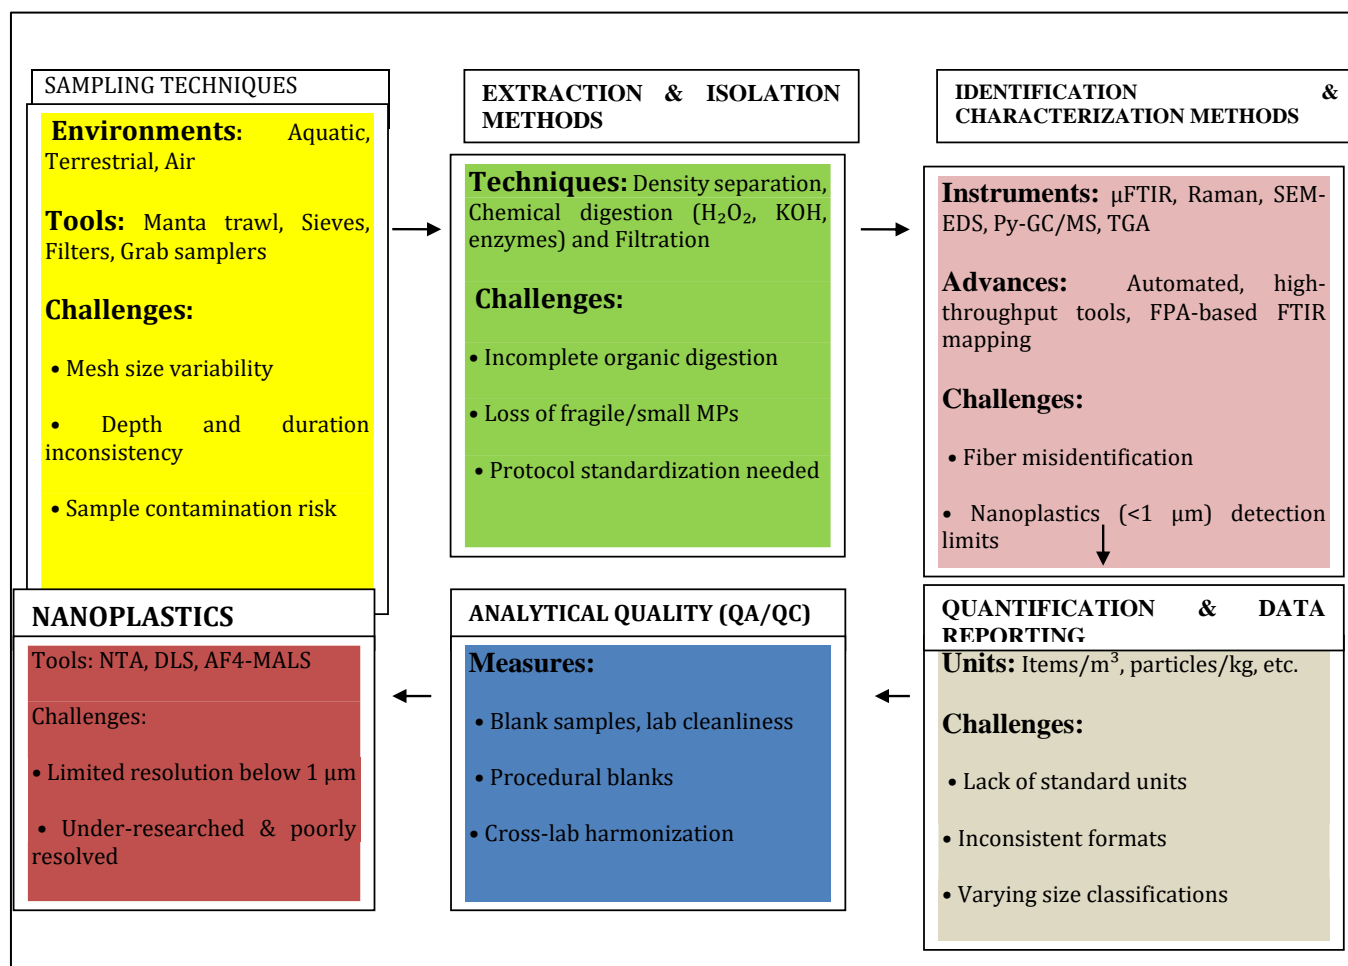 SAMPLING TECHNIQUES
Environments: Aquatic,
Terrestrial, Air
Tools: Manta trawl, Sieves,
Filters, Grab samplers
Challenges:
• Mesh size variability
• Depth and duration
inconsistency
• Sample contamination risk
EXTRACTION & ISOLATION
METHODS
Techniques: Density separation,
Chemical digestion (H₂O₂, KOH,
enzymes) and Filtration
Challenges:
• Incomplete organic digestion
• Loss of fragile/small MPs
• Protocol standardization needed
IDENTIFICATION &
CHARACTERIZATION METHODS
Instruments: μFTIR, Raman, SEM-
EDS, Py-GC/MS, TGA
Advances: Automated, high-
throughput tools, FPA-based FTIR
mapping
Challenges:
• Fiber misidentification
• Nanoplastics (<1 μm) detection
limits
QUANTIFICATION & DATA
REPORTING
Units: Items/m³, particles/kg, etc.
Challenges:
• Lack of standard units
• Inconsistent formats
• Varying size classifications
ANALYTICAL QUALITY (QA/QC)
Measures:
• Blank samples, lab cleanliness
• Procedural blanks
• Cross-lab harmonization
NANOPLASTICS
Tools: NTA, DLS, AF4-MALS
Challenges:
• Limited resolution below 1 μm
• Under-researched & poorly
resolved